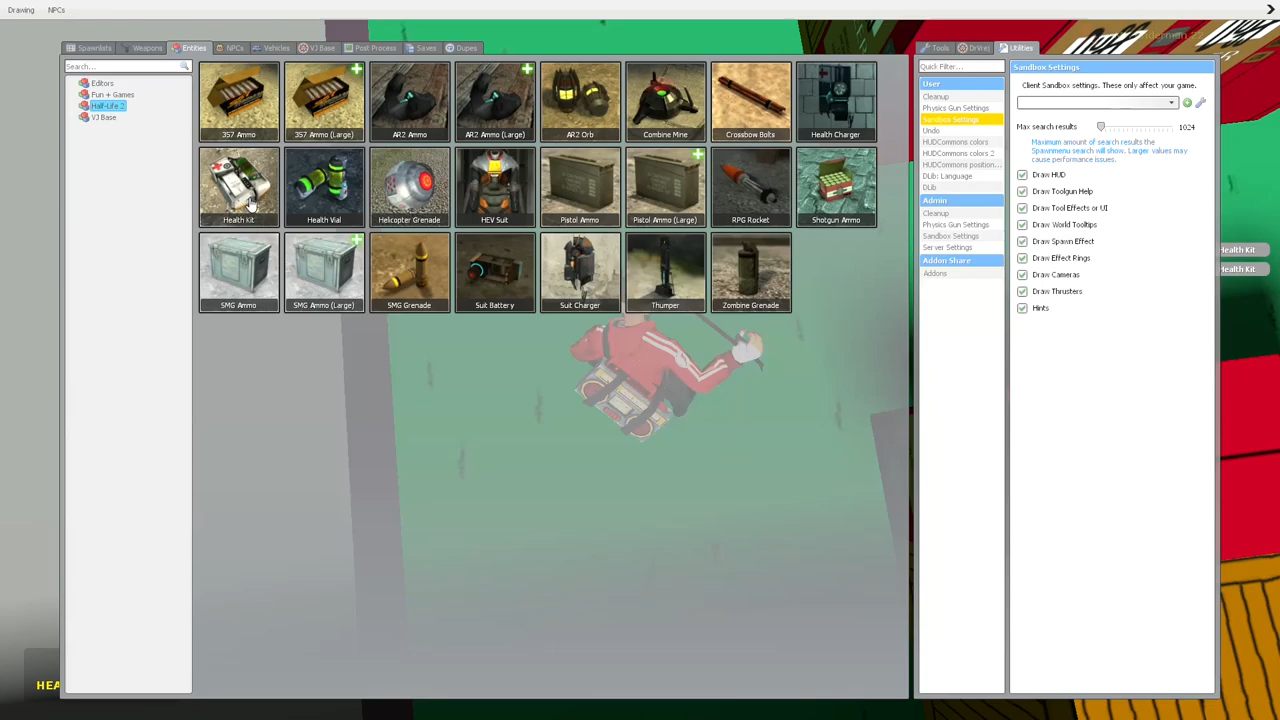 Drawing NPCs
Spawnlists Weapons Entities NPCs Vehicles VJ Base Post Process Saves Dupes
Tools DrVrej Utilities
Search...
Editors
Fun + Games
Half-Life 2
VJ Base
357 Ammo 357 Ammo (Large) AR2 Ammo AR2 Ammo (Large) AR2 Orb Combine Mine Crossbow Bolts Health Charger
Health Kit Health Vial Helicopter Grenade HEV Suit Pistol Ammo Pistol Ammo (Large) RPG Rocket Shotgun Ammo
SMG Ammo SMG Ammo (Large) SMG Grenade Suit Battery Suit Charger Thumper Zombine Grenade
Quick Filter...
User
Cleanup
Physics Gun Settings
Sandbox Settings
Undo
HUDCommons colors
HUDCommons colors 2
HUDCommons position...
DLib: Language
DLib
Admin
Cleanup
Physics Gun Settings
Sandbox Settings
Server Settings
Addon Share
Addons
Sandbox Settings
Client Sandbox settings. These only affect your game.
Max search results 1024
Maximum amount of search results the
Spawnmenu search will show. Larger values may
cause performance issues.
Draw HUD
Draw Toolgun Help
Draw Tool Effects or UI
Draw World Tooltips
Draw Spawn Effect
Draw Effect Rings
Draw Cameras
Draw Thrusters
Hints
Health Kit
Health Kit
HEA